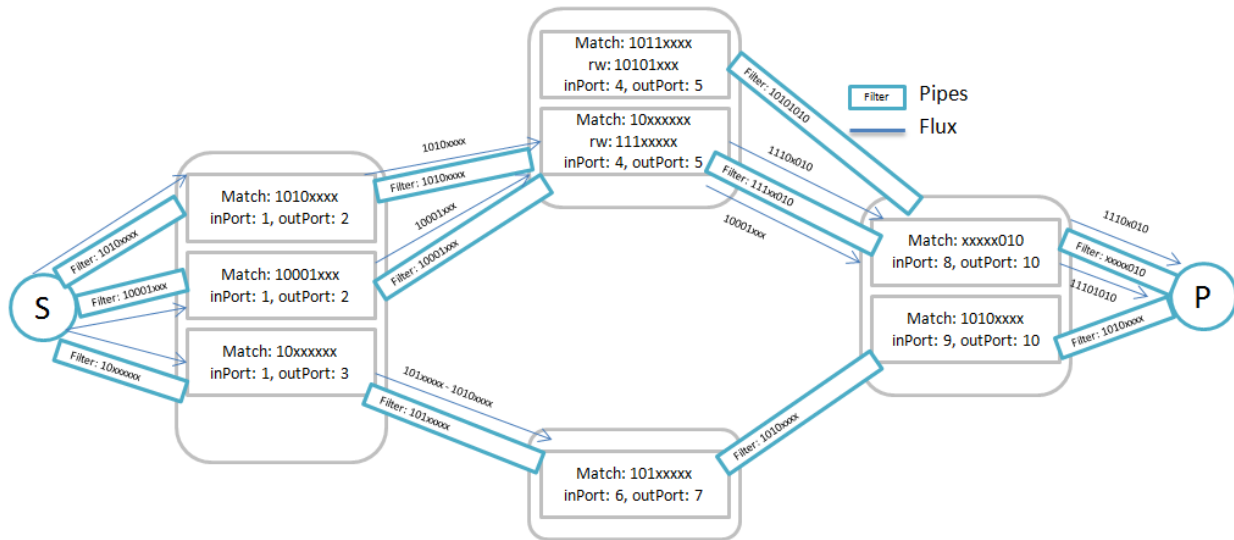 Match: 1011xxxx
rw: 10101xxx
inPort: 4, outPort: 5
Match: 10xxxxxx
rw: 111xxxxx
inPort: 4, outPort: 5
Filter: 10101010
Filter
Pipes
Flux
1010xxxx
Filter: 1010xxxx
1110x010
Filter: 111xx010
10001xxx
Match: 1010xxxx
inPort: 1, outPort: 2
Filter: 1010xxxx
10001xxx
Filter: 10001xxx
Match: 10001xxx
inPort: 1, outPort: 2
Filter: 10001xxx
S
Match: 10xxxxxx
inPort: 1, outPort: 3
Filter: 10xxxxxx
101xxxxx - 1010xxxx
Filter: 101xxxxx
Match: 101xxxxx
inPort: 6, outPort: 7
Filter: 1010xxxx
Match: xxxxx010
inPort: 8, outPort: 10
Match: 1010xxxx
inPort: 9, outPort: 10
1110x010
Filter: xxxxx010
11101010
Filter: 1010xxxx
P